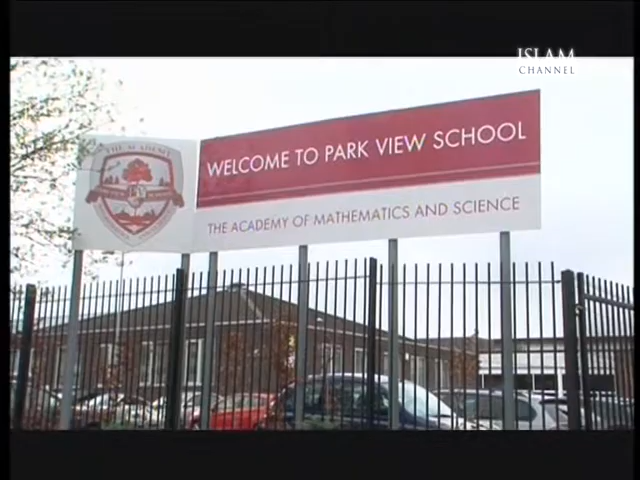 ISLAM
CHANNEL
WELCOME TO PARK VIEW SCHOOL
THE ACADEMY OF MATHEMATICS AND SCIENCE